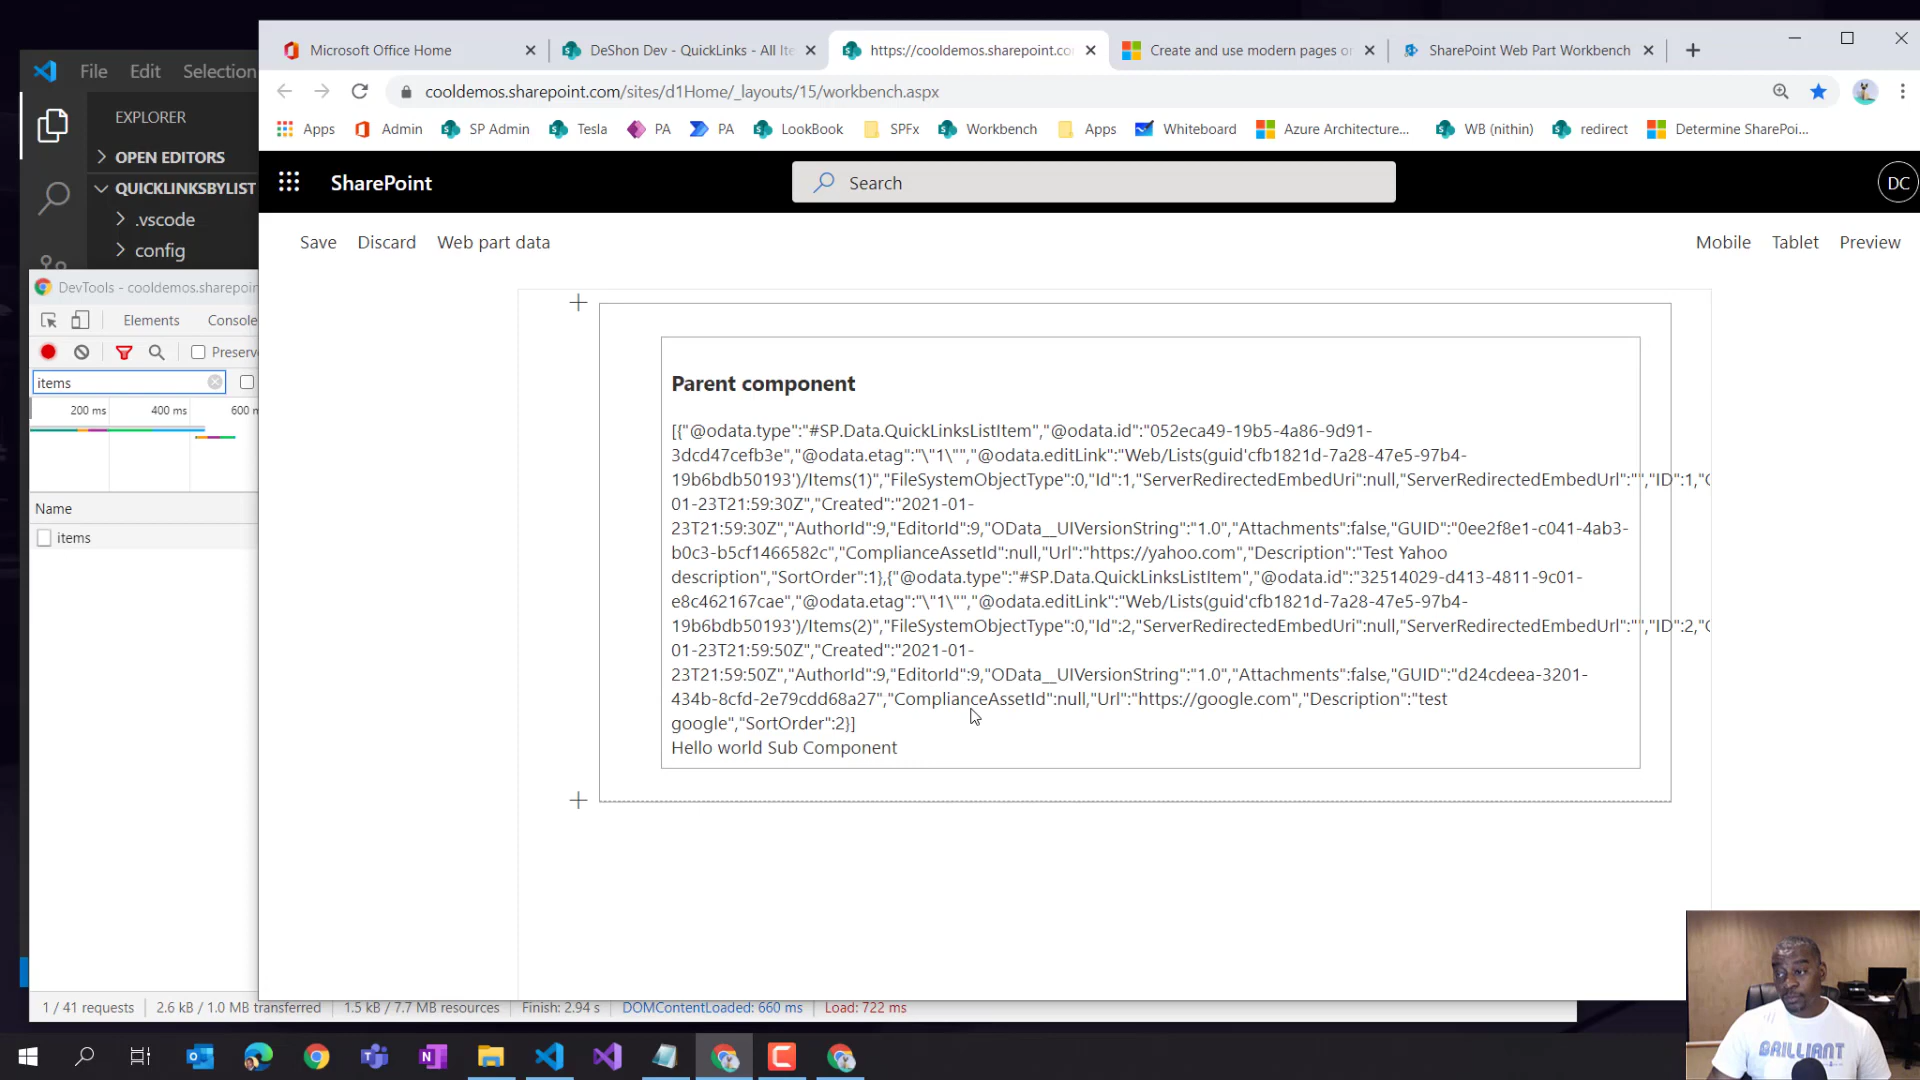 Microsoft Office Home
DeShon Dev - QuickLinks - All Ite
https://cooldemos.sharepoint.co
Create and use modern pages or
SharePoint Web Part Workbench
File Edit Selection
cooldemos.sharepoint.com/sites/d1Home/_layouts/15/workbench.aspx
EXPLORER
Apps Admin SP Admin Tesla PA PA LookBook SPFx Workbench Apps Whiteboard Azure Architecture... WB (nithin) redirect Determine SharePoi...
OPEN EDITORS
QUICKLINKSBYLIST
.vscode
config
SharePoint
Search
DC
Save Discard Web part data
Mobile Tablet Preview
DevTools - cooldemos.sharepoin
Elements Console
Preserv
items
200 ms 400 ms 600 m
Name
items
Parent component
[{"@odata.type":"#SP.Data.QuickLinksListItem","@odata.id":"052eca49-19b5-4a86-9d91-
3dcd47cefb3e","@odata.etag":"\"1\"","@odata.editLink":"Web/Lists(guid'cfb1821d-7a28-47e5-97b4-
19b6bdb50193')/Items(1)","FileSystemObjectType":0,"Id":1,"ServerRedirectedEmbedUri":null,"ServerRedirectedEmbedUrl":"","ID":1,"
01-23T21:59:30Z","Created":"2021-01-
23T21:59:30Z","AuthorId":9,"EditorId":9,"OData__UIVersionString":"1.0","Attachments":false,"GUID":"0ee2f8e1-c041-4ab3-
b0c3-b5cf1466582c","ComplianceAssetId":null,"Url":"https://yahoo.com","Description":"Test Yahoo
description","SortOrder":1},{"@odata.type":"#SP.Data.QuickLinksListItem","@odata.id":"32514029-d413-4811-9c01-
e8c462167cae","@odata.etag":"\"1\"","@odata.editLink":"Web/Lists(guid'cfb1821d-7a28-47e5-97b4-
19b6bdb50193')/Items(2)","FileSystemObjectType":0,"Id":2,"ServerRedirectedEmbedUri":null,"ServerRedirectedEmbedUrl":"","ID":2,"
01-23T21:59:50Z","Created":"2021-01-
23T21:59:50Z","AuthorId":9,"EditorId":9,"OData__UIVersionString":"1.0","Attachments":false,"GUID":"d24cdeea-3201-
434b-8cfd-2e79cdd68a27","ComplianceAssetId":null,"Url":"https://google.com","Description":"test
google","SortOrder":2}]
Hello world Sub Component
1 / 41 requests 2.6 kB / 1.0 MB transferred 1.5 kB / 7.7 MB resources Finish: 2.94 s DOMContentLoaded: 660 ms Load: 722 ms